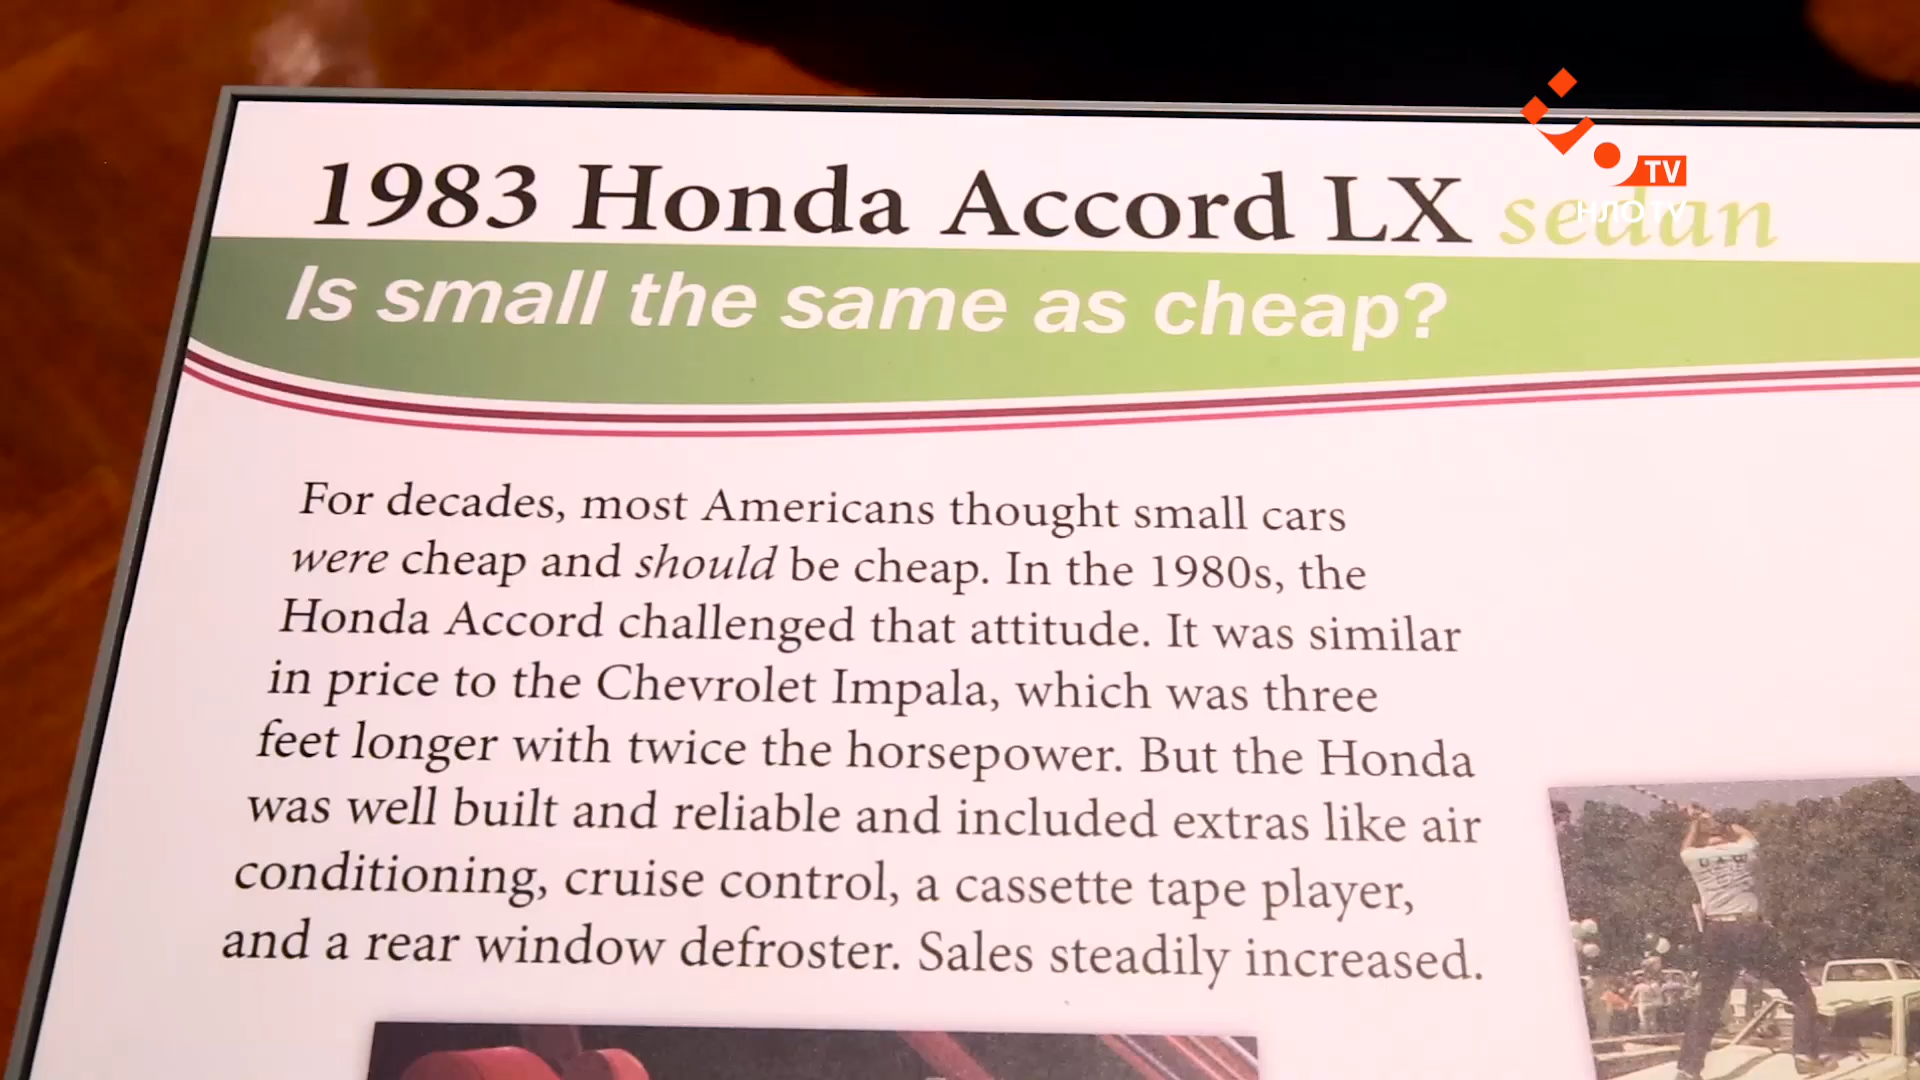 TV
НЛО TV
1983 Honda Accord LX sedan
Is small the same as cheap?
For decades, most Americans thought small cars
were cheap and should be cheap. In the 1980s, the
Honda Accord challenged that attitude. It was similar
in price to the Chevrolet Impala, which was three
feet longer with twice the horsepower. But the Honda
was well built and reliable and included extras like air
conditioning, cruise control, a cassette tape player,
and a rear window defroster. Sales steadily increased.
UAW